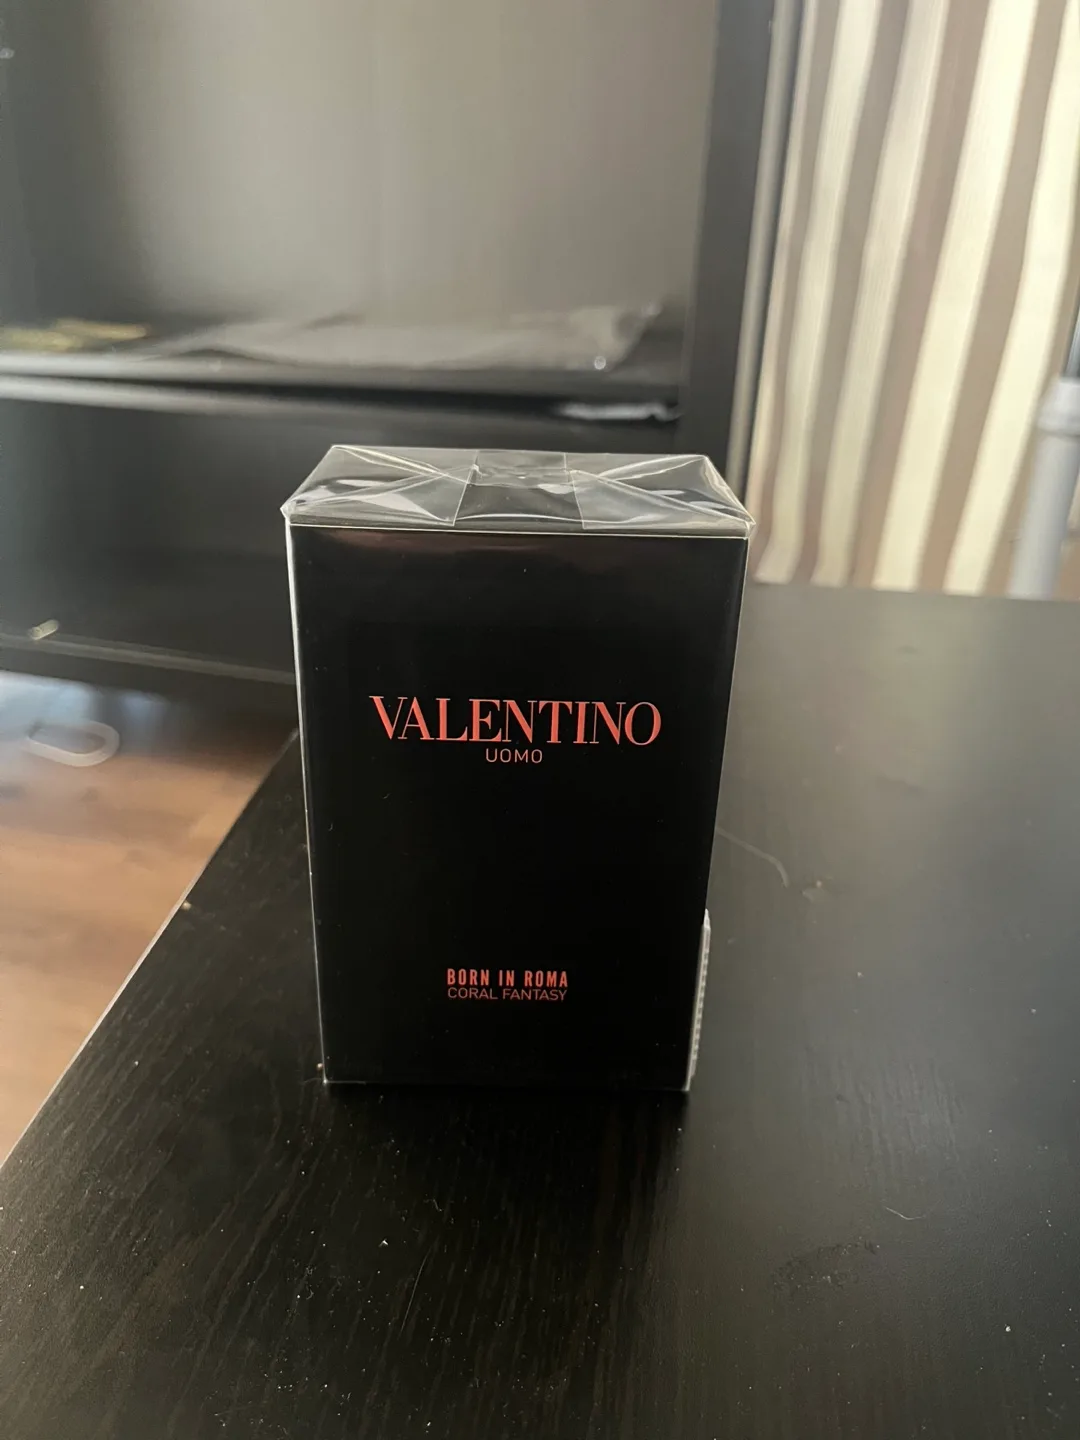 VALENTINO
UOMO
BORN IN ROMA
CORAL FANTASY